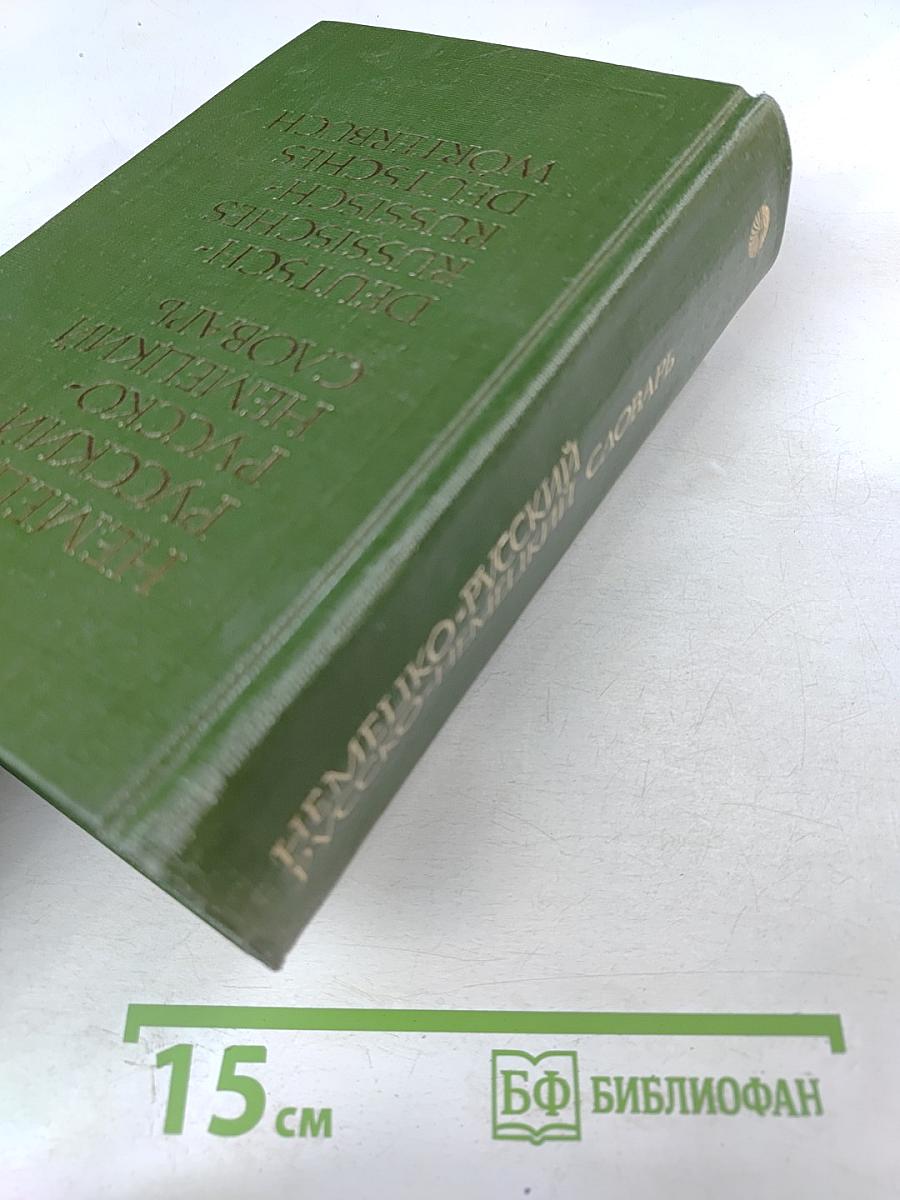 НЕМЕЦ
РУССКИЙ
РУССКО-
НЕМЕЦКИЙ
СЛОВАРЬ
DEUTSCH-
RUSSISCHES
RUSSISCH-
DEUTSCHES
WÖRTERBUCH
НЕМЕЦКО-РУССКИЙ
РУССКО-НЕМЕЦКИЙ СЛОВАРЬ
15 см
БФ БИБЛИОФАН